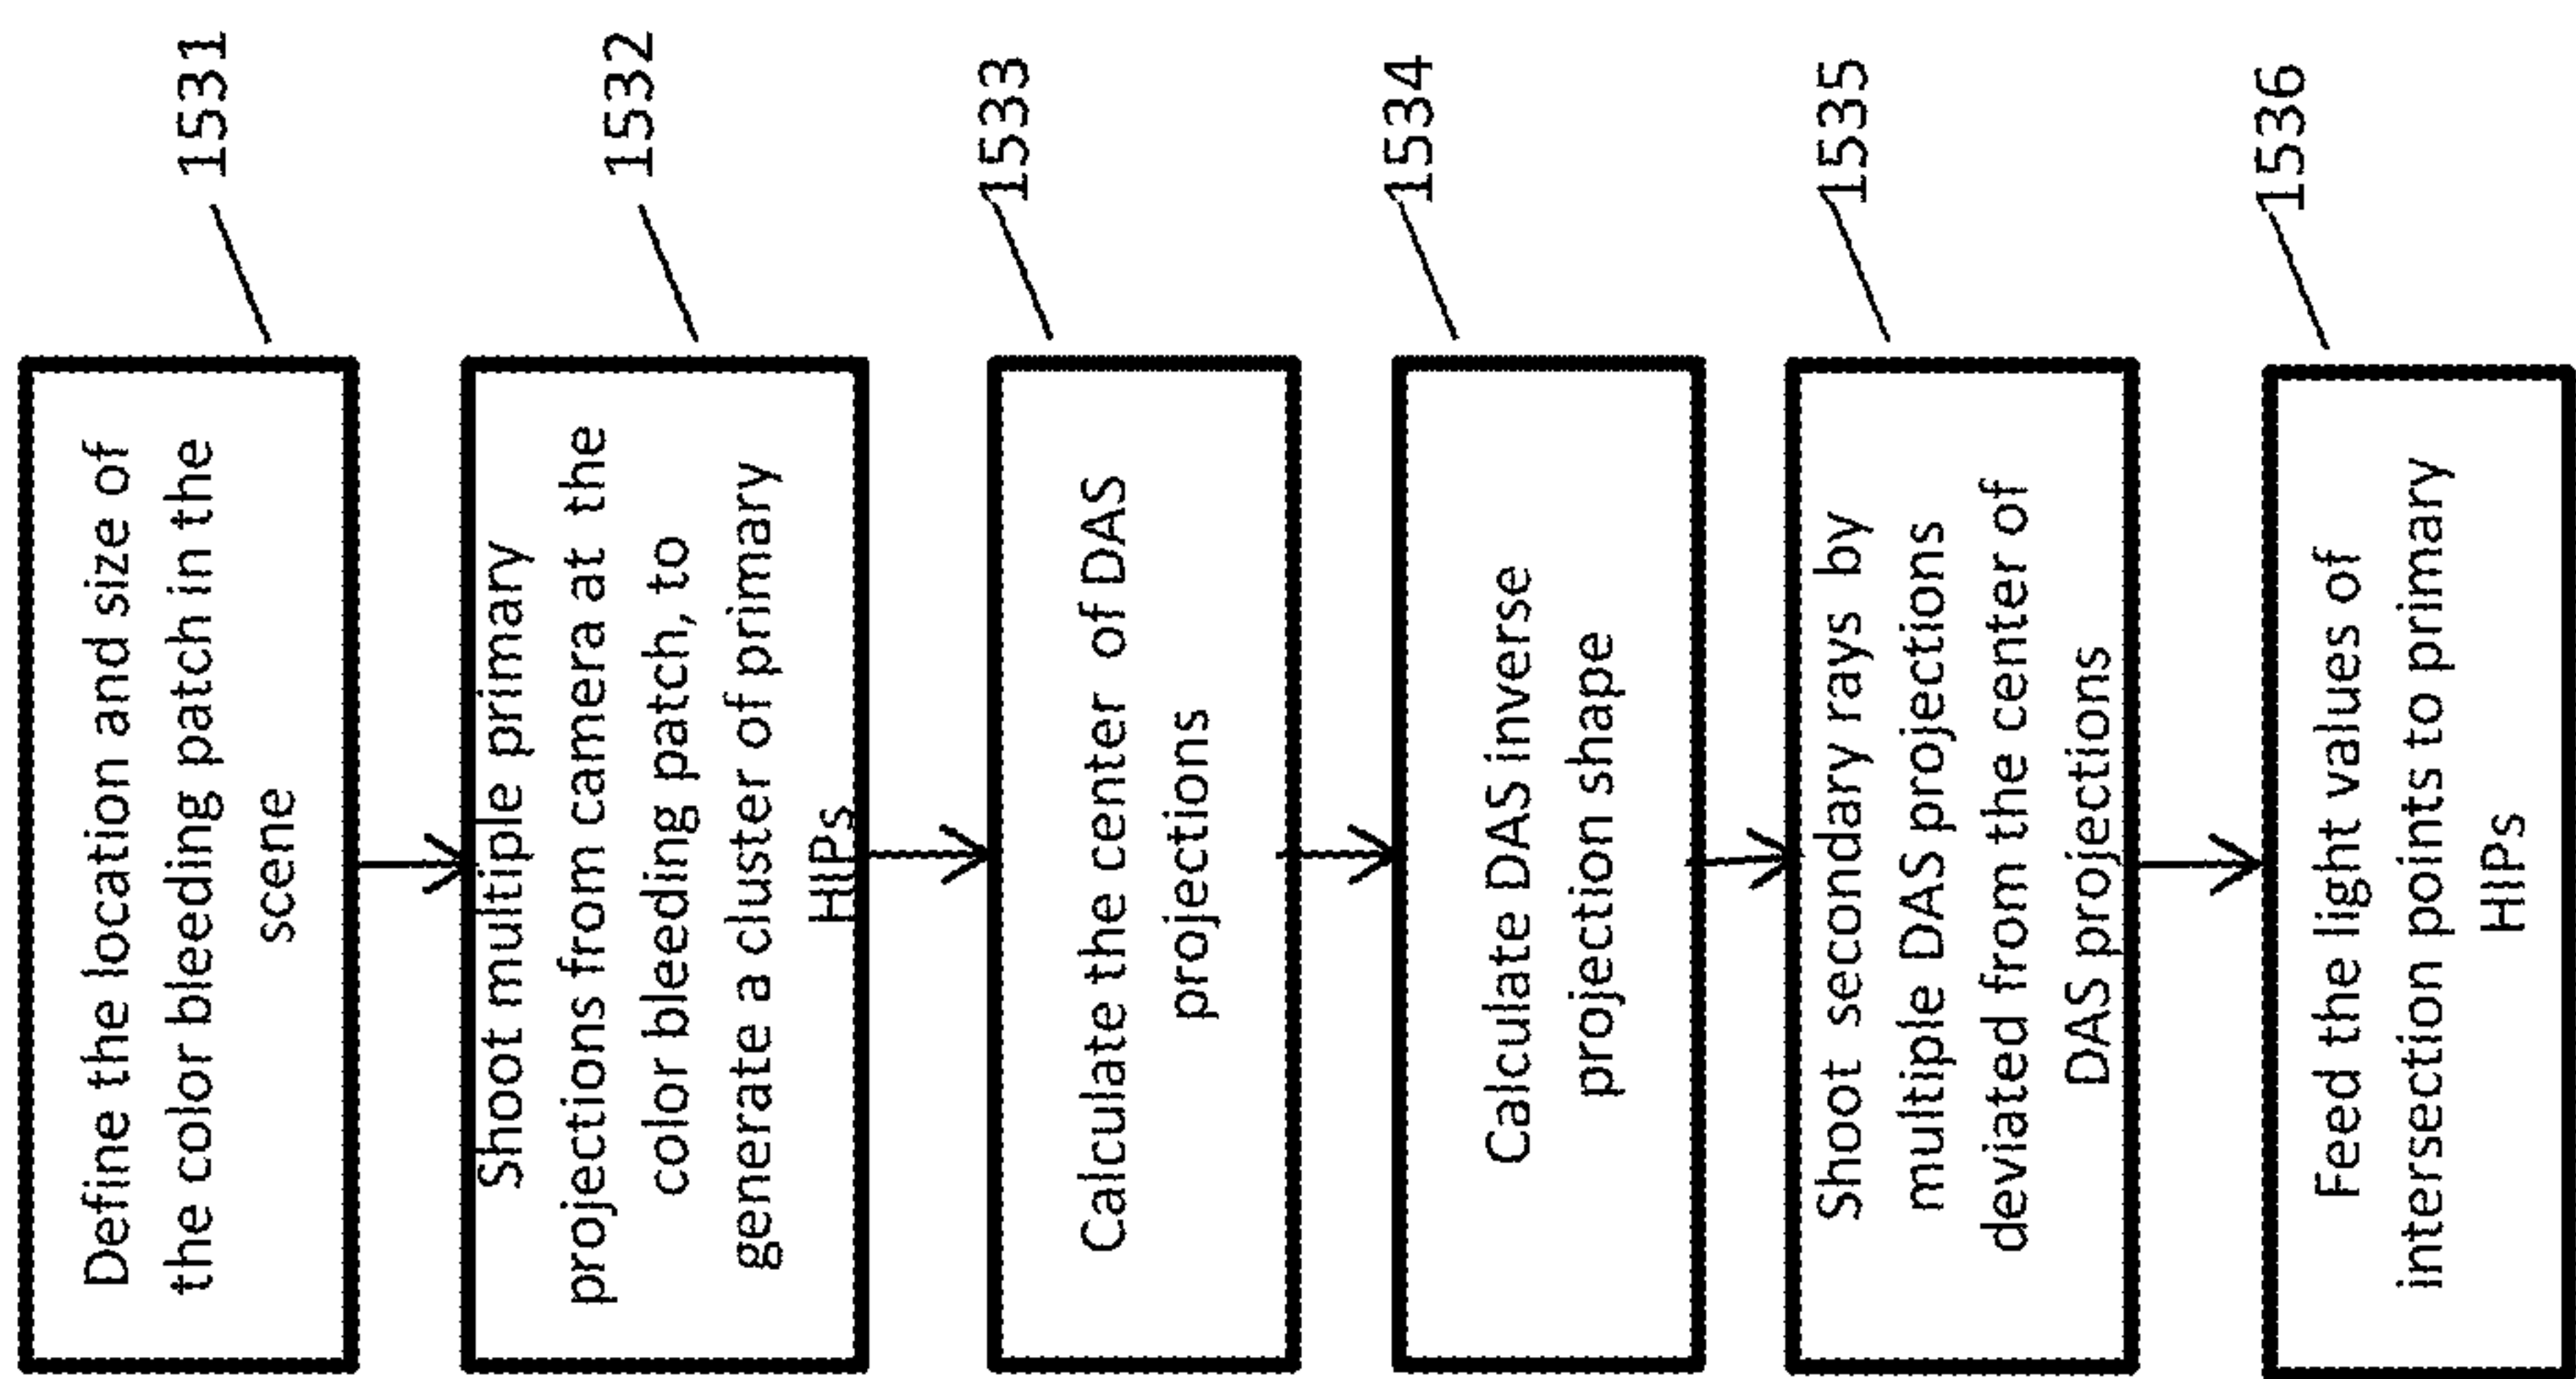 Define the location and size of
the color bleeding patch in the
scene
1531
Shoot multiple primary
projections from camera at the
color bleeding patch, to
generate a cluster of primary
HIPs
1532
Calculate the center of DAS
projections
1533
Calculate DAS inverse
projection shape
1534
Shoot secondary rays by
multiple DAS projections
deviated from the center of
DAS projections
1535
Feed the light values of
intersection points to primary
HIPs
1536